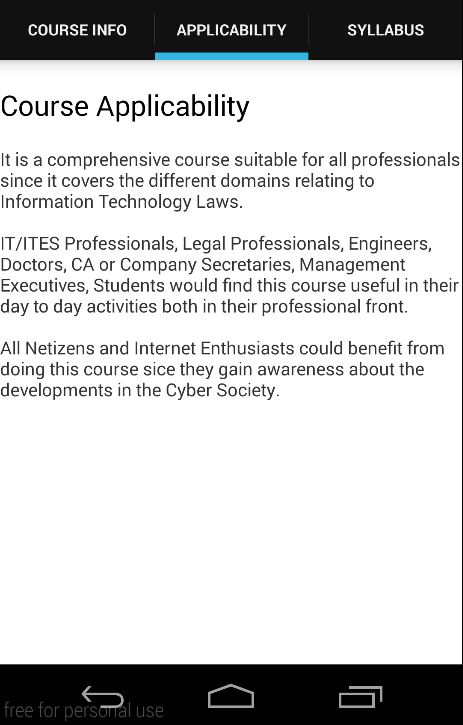 COURSE INFO
APPLICABILITY
SYLLABUS
Course Applicability
It is a comprehensive course suitable for all professionals
since it covers the different domains relating to
Information Technology Laws.
IT/ITES Professionals, Legal Professionals, Engineers,
Doctors, CA or Company Secretaries, Management
Executives, Students would find this course useful in their
day to day activities both in their professional front.
All Netizens and Internet Enthusiasts could benefit from
doing this course sice they gain awareness about the
developments in the Cyber Society.
free for personal use